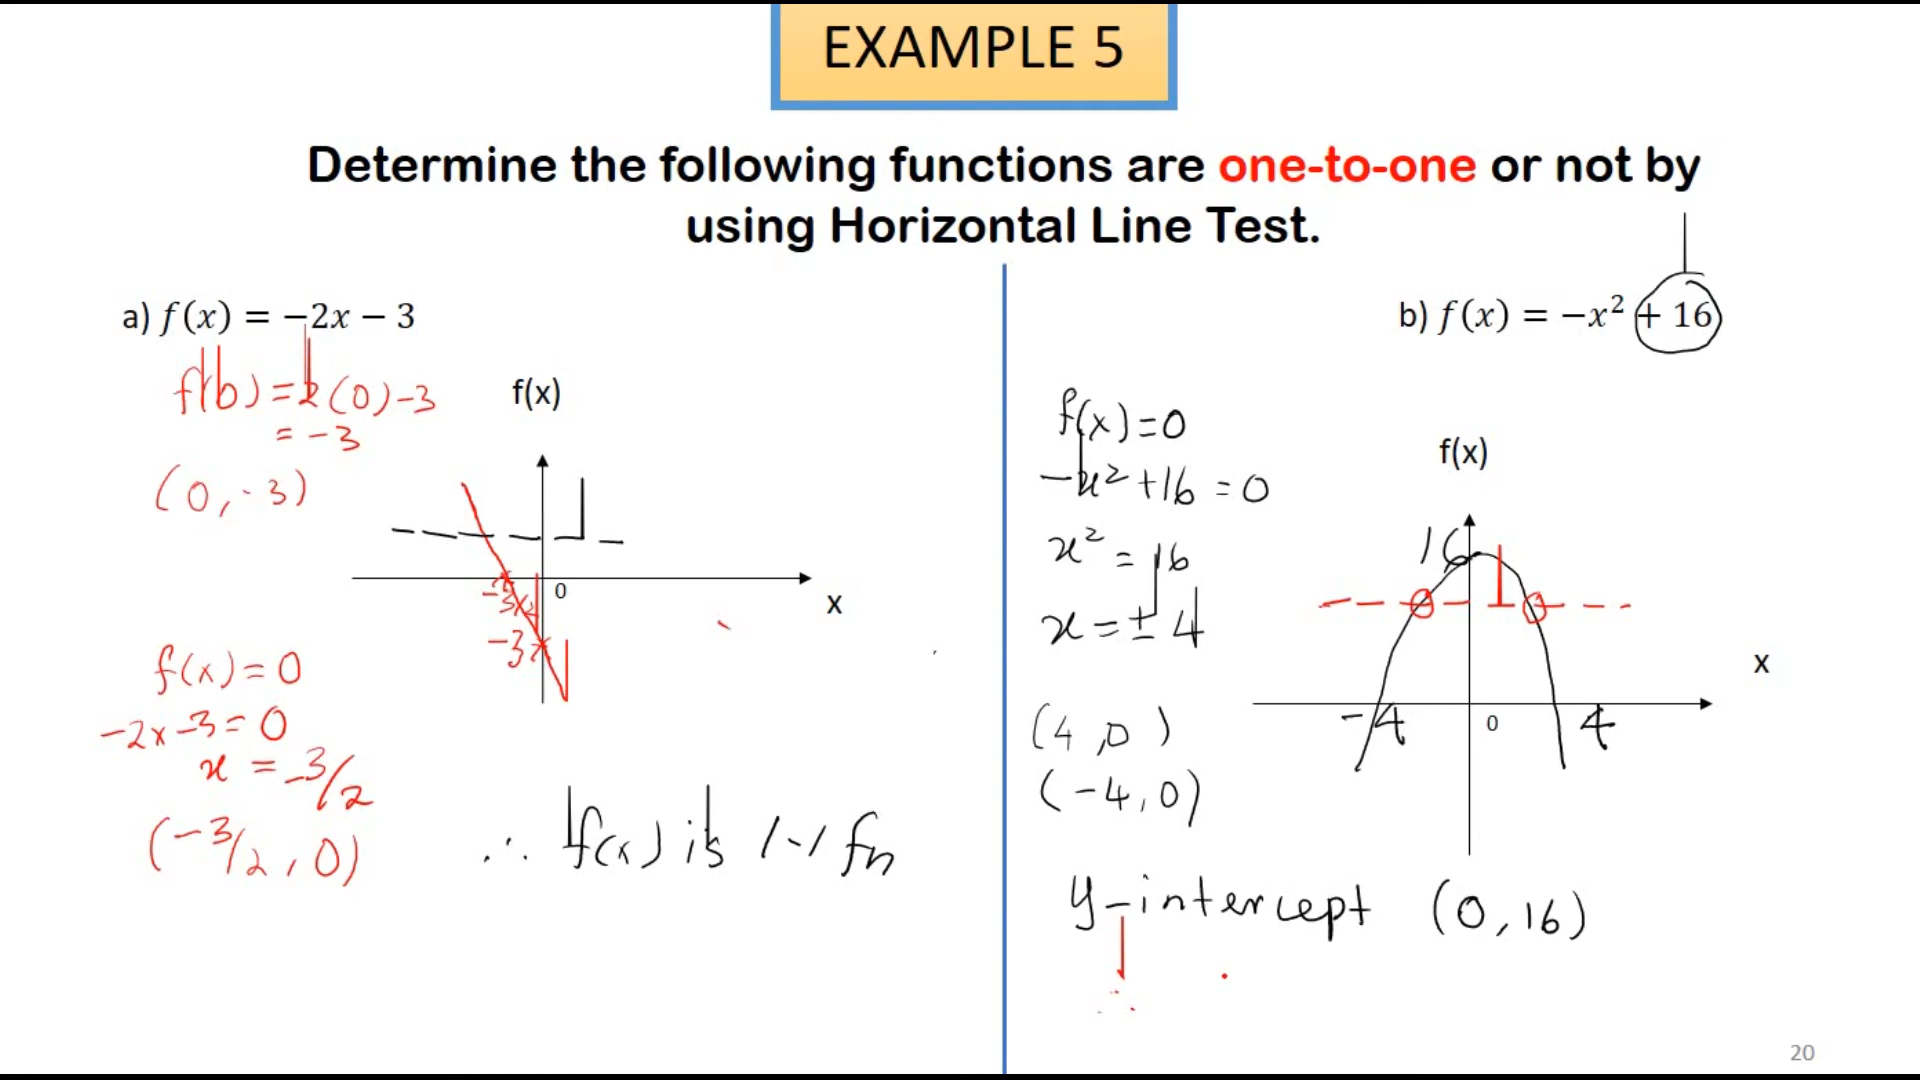 EXAMPLE 5
Determine the following functions are one-to-one or not by
using Horizontal Line Test.
a) f(x) = −2x − 3
f(b) = 2(0)-3
= -3
(0, -3)
f(x)
0
x
-3/2
-3
f(x) = 0
-2x -3 = 0
x = -3/2
(-3/2, 0)
∴ f(x) is 1-1 fn
b) f(x) = −x² + 16
f(x) = 0
-x² + 16 = 0
x² = 16
x = ± 4
(4, 0)
(-4, 0)
f(x)
16
x
-4
0
4
y-intercept (0, 16)
∴
20